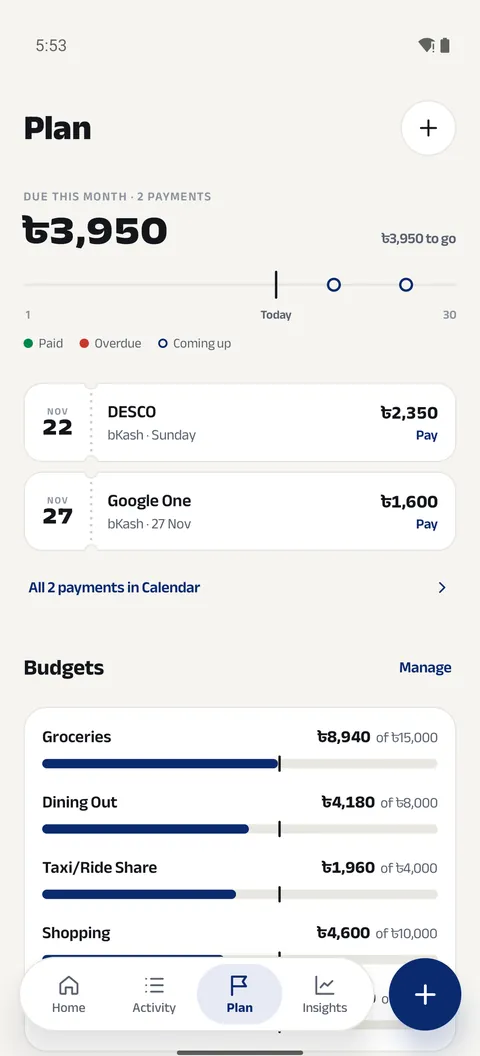 5:53
Plan
DUE THIS MONTH · 2 PAYMENTS
৳3,950
৳3,950 to go
1
Today
30
Paid
Overdue
Coming up
NOV
22
DESCO
bKash · Sunday
৳2,350
Pay
NOV
27
Google One
bKash · 27 Nov
৳1,600
Pay
All 2 payments in Calendar
Budgets
Manage
Groceries
৳8,940 of ৳15,000
Dining Out
৳4,180 of ৳8,000
Taxi/Ride Share
৳1,960 of ৳4,000
Shopping
৳4,600 of ৳10,000
Home
Activity
Plan
Insights